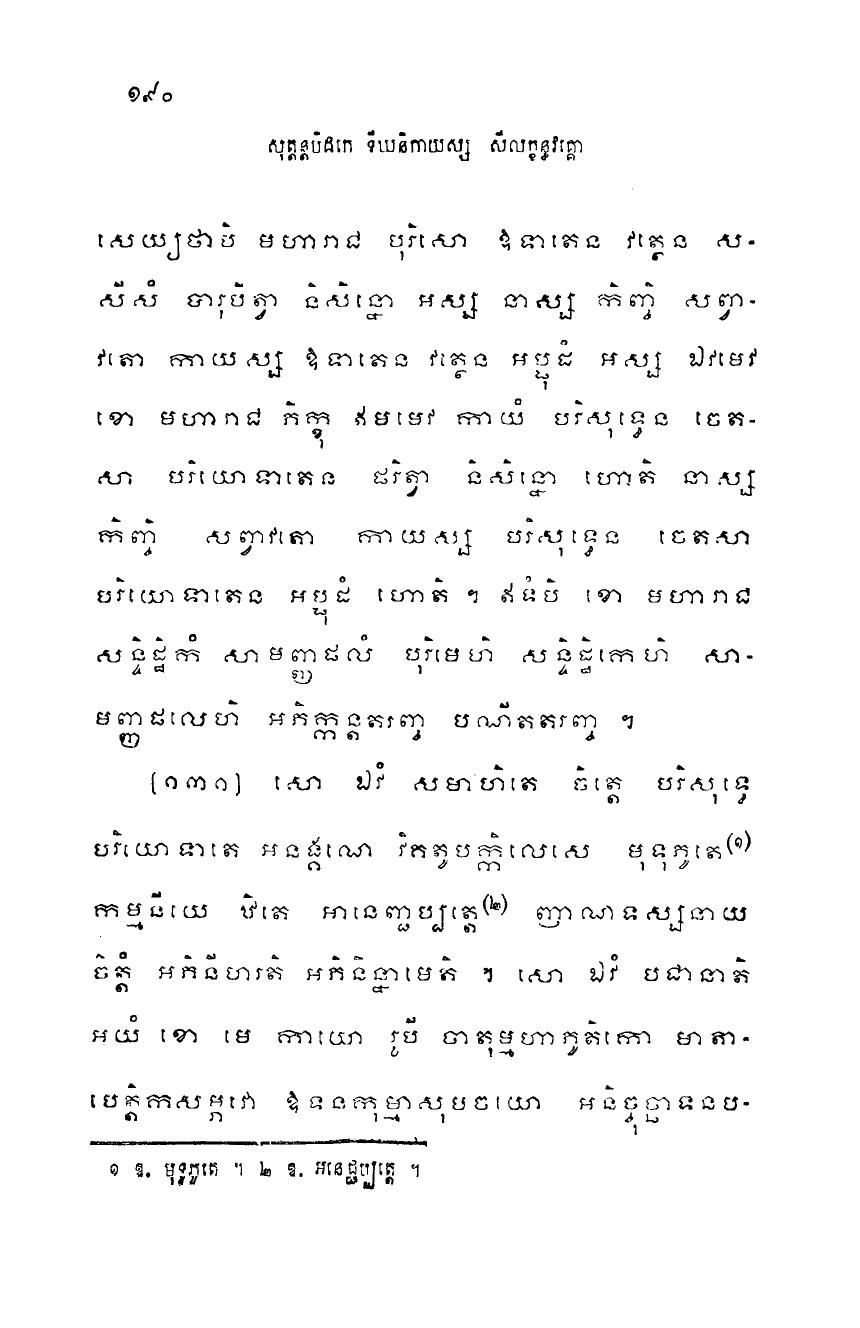 ១៩០
សុត្តន្តបិដកេ ទីឃនិកាយស្ស សីលក្ខន្ធវគ្គោ
សេយ្យថាបិ មហារាជ បុរិសោ ឱទាតេន វត្ថេន ស-
សីសំ បារុបិត្វា និសិន្នោ អស្ស នាស្ស កិញ្ចិ សព្វា-
វតោ កាយស្ស ឱទាតេន វត្ថេន អប្ផុដំ អស្ស ឯវមេវ
ខោ មហារាជ ភិក្ខុ ឥមមេវ កាយំ បរិសុទ្ធេន ចេត-
សា បរិយោទាតេន ផរិត្វា និសិន្នោ ហោតិ នាស្ស
កិញ្ចិ សព្វាវតោ កាយស្ស បរិសុទ្ធេន ចេតសា
បរិយោទាតេន អប្ផុដំ ហោតិ ។ ឥទំបិ ខោ មហារាជ
សន្ទិដ្ឋិកំ សាមញ្ញផលំ បុរិមេហិ សន្ទិដ្ឋិកេហិ សា-
មញ្ញផលេហិ អភិក្កន្តតរញ្ច បណីតតរញ្ច ។
(១៣១) សោ ឯវំ សមាហិតេ ចិត្តេ បរិសុទ្ធេ
បរិយោទាតេ អនង្គណេ វិគតូបក្កិលេសេ មុទុភូតេ(១)
កម្មនីយេ ឋិតេ អានេញ្ជប្បត្តេ(២) ញាណទស្សនាយ
ចិត្តំ អភិនីហរតិ អភិនិន្នាមេតិ ។ សោ ឯវំ បជានាតិ
អយំ ខោ មេ កាយោ រូបី ចាតុម្មហាភូតិកោ មាតា-
បេត្តិកសម្ភវោ ឱទនកុម្មាសុបចយោ អនិច្ចុច្ឆាទនប-
១ ឱ. មុទុភូតេ ។ ២ ឱ. អនេជ្ជប្បត្តេ ។